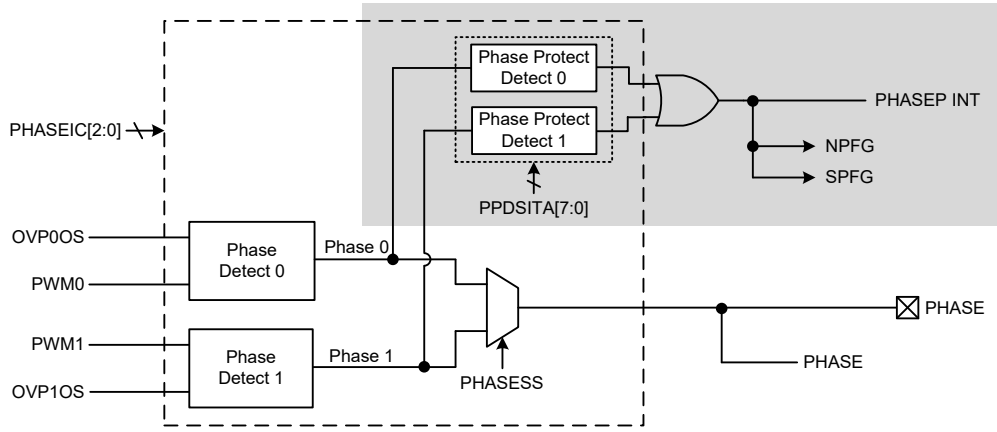 Phase Protect
Detect 0
PHASEP INT
PHASEIC[2:0]
Phase Protect
Detect 1
NPFG
SPFG
PPDSITA[7:0]
OVP0OS
Phase
Detect 0
Phase 0
PWM0
PHASE
PWM1
Phase
Detect 1
Phase 1
PHASESS
PHASE
OVP1OS